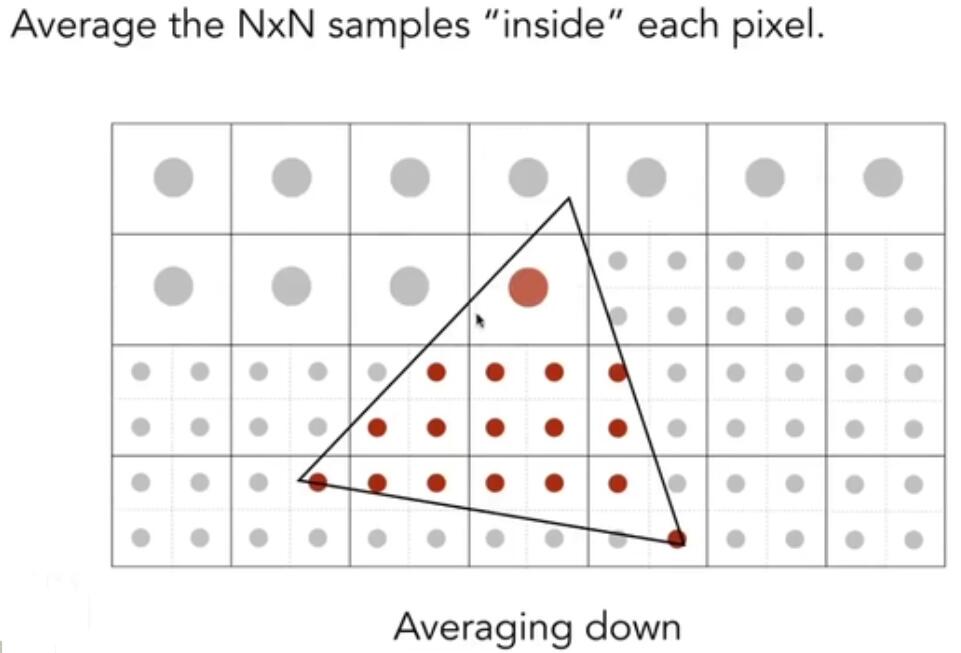 Average the NxN samples “inside” each pixel.
Averaging down